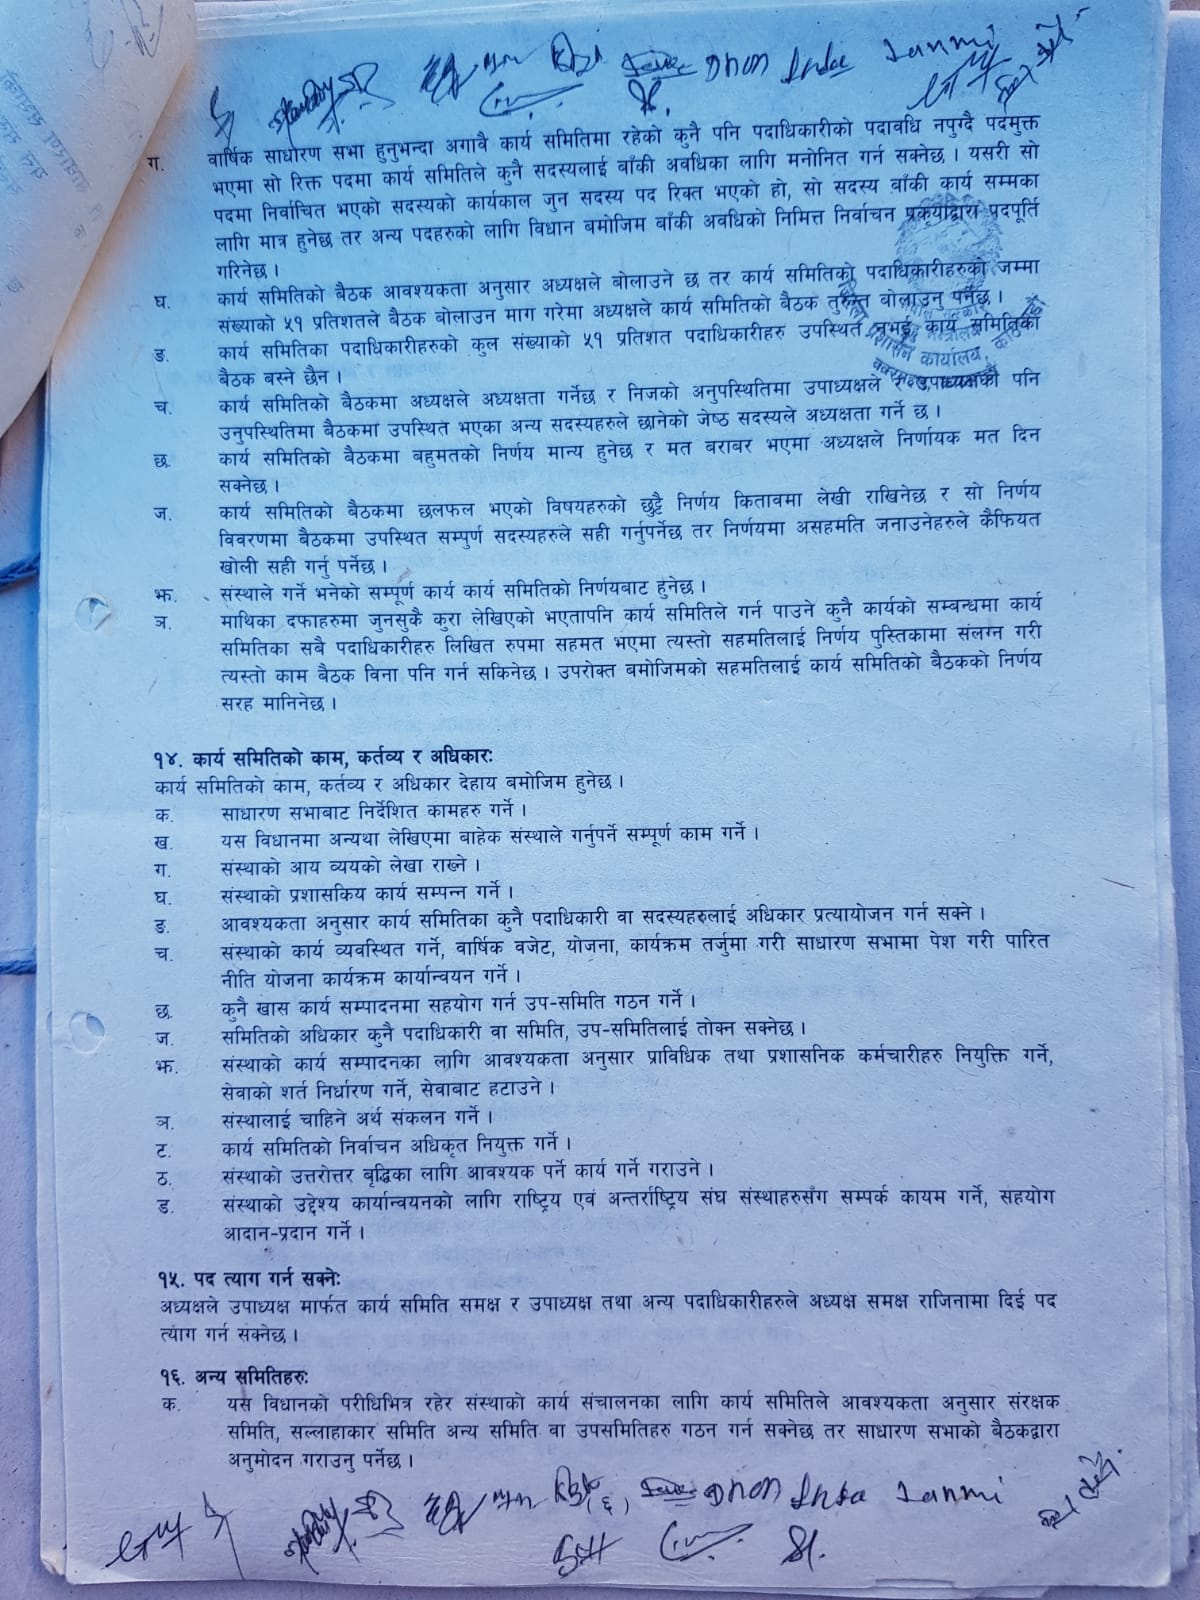 Dhan Inda Tanmi
ग. वार्षिक साधारण सभा हुनुभन्दा अगावै कार्य समितिमा रहेको कुनै पनि पदाधिकारीको पदावधि नपुग्दै पदमुक्त
भएमा सो रिक्त पदमा कार्य समितिले कुनै सदस्यलाई बाँकी अवधिका लागि मनोनित गर्न सक्नेछ । यसरी सो
पदमा निर्वाचित भएको सदस्यको कार्यकाल जुन सदस्य पद रिक्त भएको हो, सो सदस्य बाँकी कार्य सम्मका
लागि मात्र हुनेछ तर अन्य पदहरुको लागि विधान बमोजिम बाँकी अवधिको निमित्त निर्वाचन प्रकृयाद्वारा पदपूर्ति
गरिनेछ ।
घ. कार्य समितिको बैठक आवश्यकता अनुसार अध्यक्षले बोलाउने छ तर कार्य समितिको पदाधिकारीहरुको जम्मा
संख्याको ५१ प्रतिशतले बैठक बोलाउन माग गरेमा अध्यक्षले कार्य समितिको बैठक तुरुन्त बोलाउनु पर्नेछ ।
ङ. कार्य समितिका पदाधिकारीहरुको कुल संख्याको ५१ प्रतिशत पदाधिकारीहरु उपस्थित नभई कार्य समितिको
बैठक बस्ने छैन ।
प्रशासन कार्यालय,
च. कार्य समितिको बैठकमा अध्यक्षले अध्यक्षता गर्नेछ र निजको अनुपस्थितिमा उपाध्यक्षले र उपाध्यक्षको पनि
उनुपस्थितिमा बैठकमा उपस्थित भएका अन्य सदस्यहरुले छानेको जेष्ठ सदस्यले अध्यक्षता गर्ने छ ।
छ. कार्य समितिको बैठकमा बहुमतको निर्णय मान्य हुनेछ र मत बराबर भएमा अध्यक्षले निर्णायक मत दिन
सक्नेछ ।
ज. कार्य समितिको बैठकमा छलफल भएको विषयहरुको छुट्टै निर्णय कितावमा लेखी राखिनेछ र सो निर्णय
विवरणमा बैठकमा उपस्थित सम्पुर्ण सदस्यहरुले सही गर्नुपर्नेछ तर निर्णयमा असहमति जनाउनेहरुले कैफियत
खोली सही गर्नु पर्नेछ ।
झ. संस्थाले गर्ने भनेको सम्पूर्ण कार्य कार्य समितिको निर्णयबाट हुनेछ ।
ञ. माथिका दफाहरुमा जुनसुकै कुरा लेखिएको भएतापनि कार्य समितिले गर्न पाउने कुनै कार्यको सम्बन्धमा कार्य
समितिका सबै पदाधिकारीहरु लिखित रुपमा सहमत भएमा त्यस्तो सहमतिलाई निर्णय पुस्तिकामा संलग्न गरी
त्यस्तो काम बैठक विना पनि गर्न सकिनेछ । उपरोक्त बमोजिमको सहमतिलाई कार्य समितिको बैठकको निर्णय
सरह मानिनेछ ।
१४. कार्य समितिको काम, कर्तव्य र अधिकारः
कार्य समितिको काम, कर्तव्य र अधिकार देहाय बमोजिम हुनेछ ।
क. साधारण सभाबाट निर्देशित कामहरु गर्ने ।
ख. यस विधानमा अन्यथा लेखिएमा बाहेक संस्थाले गर्नुपर्ने सम्पूर्ण काम गर्ने ।
ग. संस्थाको आय व्ययको लेखा राख्ने ।
घ. संस्थाको प्रशासकिय कार्य सम्पन्न गर्ने ।
ङ. आवश्यकता अनुसार कार्य समितिका कुनै पदाधिकारी वा सदस्यहरुलाई अधिकार प्रत्यायोजन गर्न सक्ने ।
च. संस्थाको कार्य व्यवस्थित गर्ने, वार्षिक वजेट, योजना, कार्यक्रम तर्जुमा गरी साधारण सभामा पेश गरी पारित
नीति योजना कार्यक्रम कार्यान्वयन गर्ने ।
छ. कुनै खास कार्य सम्पादनमा सहयोग गर्न उप-समिति गठन गर्ने ।
ज. समितिको अधिकार कुनै पदाधिकारी वा समिति, उप-समितिलाई तोक्न सक्नेछ ।
झ. संस्थाको कार्य सम्पादनका लागि आवश्यकता अनुसार प्राविधिक तथा प्रशासनिक कर्मचारीहरु नियुक्ति गर्ने,
सेवाको शर्त निर्धारण गर्ने, सेवाबाट हटाउने ।
ञ. संस्थालाई चाहिने अर्थ संकलन गर्ने ।
ट. कार्य समितिको निर्वाचन अधिकृत नियुक्त गर्ने ।
ठ. संस्थाको उत्तरोत्तर बृद्धिका लागि आवश्यक पर्ने कार्य गर्ने गराउने ।
ड. संस्थाको उद्देश्य कार्यान्वयनको लागि राष्ट्रिय एवं अन्तर्राष्ट्रिय संघ संस्थाहरुसँग सम्पर्क कायम गर्ने, सहयोग
आदान-प्रदान गर्ने ।
१५. पद त्याग गर्न सक्नेः
अध्यक्षले उपाध्यक्ष मार्फत कार्य समिति समक्ष र उपाध्यक्ष तथा अन्य पदाधिकारीहरुले अध्यक्ष समक्ष राजिनामा दिई पद
त्याग गर्न सक्नेछ ।
१६. अन्य समितिहरुः
क. यस विधानको परीधिभित्र रहेर संस्थाको कार्य संचालनका लागि कार्य समितिले आवश्यकता अनुसार संरक्षक
समिति, सल्लाहाकार समिति अन्य समिति वा उपसमितिहरु गठन गर्न सक्नेछ तर साधारण सभाको बैठकद्वारा
अनुमोदन गराउनु पर्नेछ ।
(६) Dhan Inda Tanmi